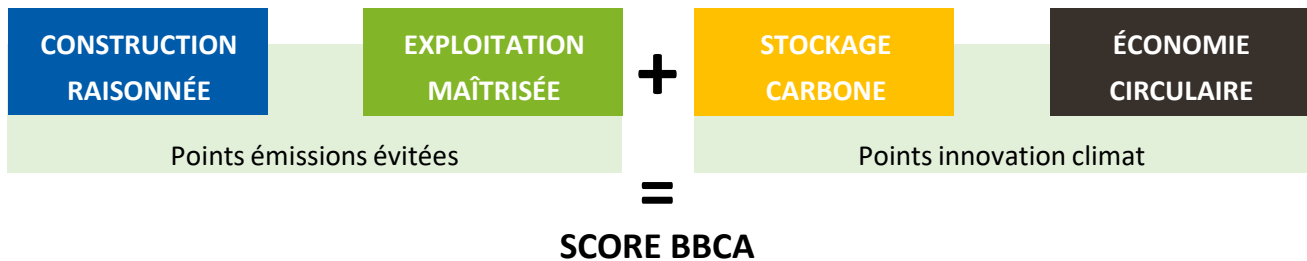 CONSTRUCTION
RAISONNÉE
EXPLOITATION
MAÎTRISÉE
+
STOCKAGE
CARBONE
ÉCONOMIE
CIRCULAIRE
Points émissions évitées
Points innovation climat
=
SCORE BBCA